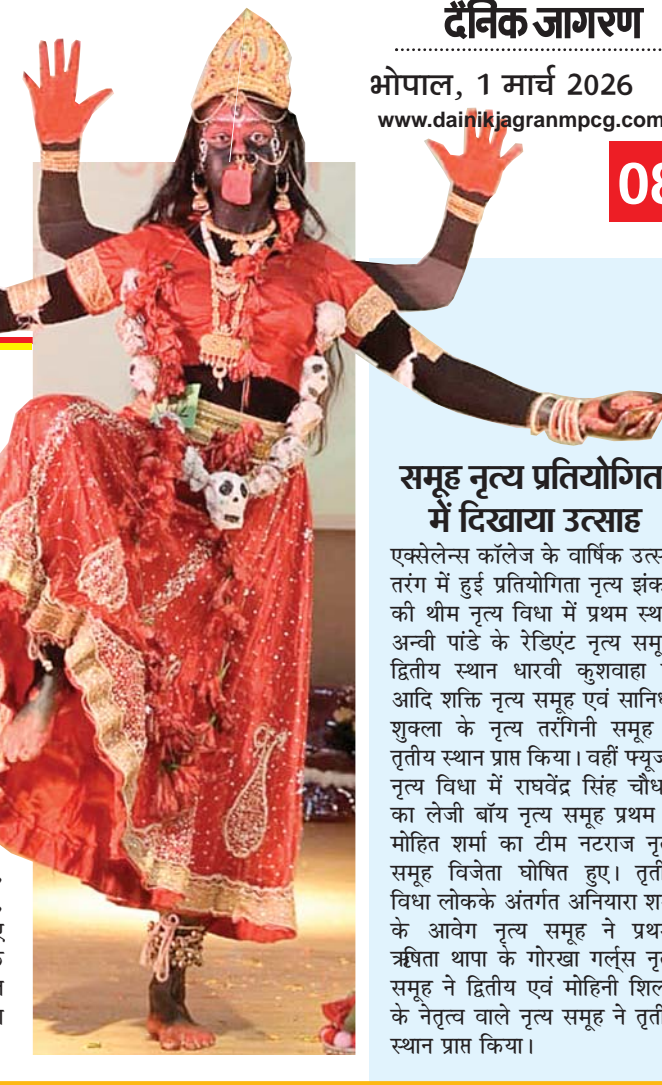 दैनिक जागरण
भोपाल, 1 मार्च 2026
www.dainikjagranmpcg.com
08
समूह नृत्य प्रतियोगित
में दिखाया उत्साह
एक्सेलेन्स कॉलेज के वार्षिक उत्स
तरंग में हुई प्रतियोगिता नृत्य झंक
की थीम नृत्य विधा में प्रथम स्थ
अन्वी पांडे के रेडिएंट नृत्य समू
द्वितीय स्थान धारवी कुशवाहा
आदि शक्ति नृत्य समूह एवं सानिध
शुक्ला के नृत्य तरंगिनी समूह
तृतीय स्थान प्राप्त किया। वहीं फ्यूज
नृत्य विधा में राघवेंद्र सिंह चौध
का लेजी बॉय नृत्य समूह प्रथम
मोहित शर्मा का टीम नटराज नृत
समूह विजेता घोषित हुए। तृती
विधा लोकके अंतर्गत अनियारा श
के आवेग नृत्य समूह ने प्रथ
ऋषिता थापा के गोरखा गर्ल्स नृत
समूह ने द्वितीय एवं मोहिनी शिल
के नेतृत्व वाले नृत्य समूह ने तृती
स्थान प्राप्त किया।